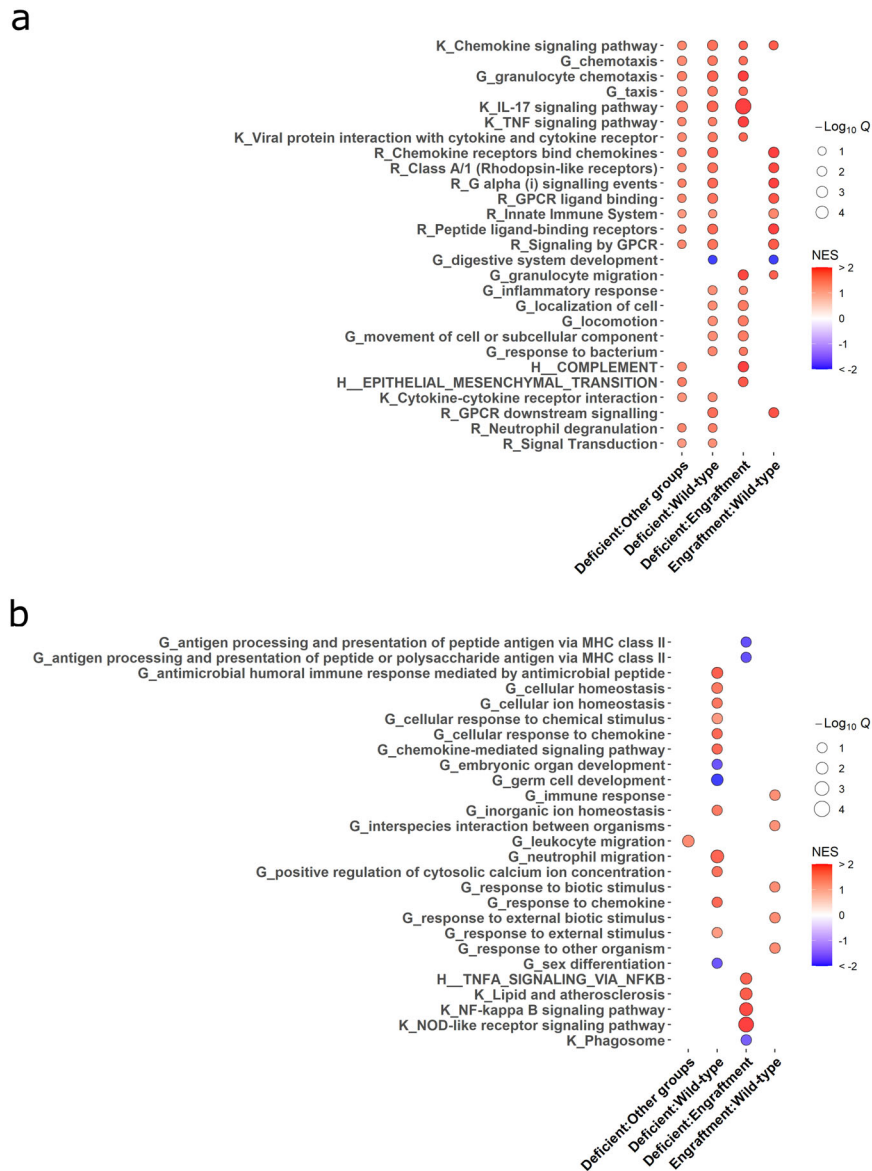 a
K_Chemokine signaling pathway
G_chemotaxis
G_granulocyte chemotaxis
G_taxis
K_IL-17 signaling pathway
K_TNF signaling pathway
K_Viral protein interaction with cytokine and cytokine receptor
R_Chemokine receptors bind chemokines
R_Class A/1 (Rhodopsin-like receptors)
R_G alpha (i) signalling events
R_GPCR ligand binding
R_Innate Immune System
R_Peptide ligand-binding receptors
R_Signaling by GPCR
G_digestive system development
G_granulocyte migration
G_inflammatory response
G_localization of cell
G_locomotion
G_movement of cell or subcellular component
G_response to bacterium
H__COMPLEMENT
H__EPITHELIAL_MESENCHYMAL_TRANSITION
K_Cytokine-cytokine receptor interaction
R_GPCR downstream signalling
R_Neutrophil degranulation
R_Signal Transduction
Deficient:Other groups
Deficient:Wild-type
Deficient:Engraftment
Engraftment:Wild-type
−Log10 Q
1
2
3
4
NES
> 2
1
0
-1
< -2
b
G_antigen processing and presentation of peptide antigen via MHC class II
G_antigen processing and presentation of peptide or polysaccharide antigen via MHC class II
G_antimicrobial humoral immune response mediated by antimicrobial peptide
G_cellular homeostasis
G_cellular ion homeostasis
G_cellular response to chemical stimulus
G_cellular response to chemokine
G_chemokine-mediated signaling pathway
G_embryonic organ development
G_germ cell development
G_immune response
G_inorganic ion homeostasis
G_interspecies interaction between organisms
G_leukocyte migration
G_neutrophil migration
G_positive regulation of cytosolic calcium ion concentration
G_response to biotic stimulus
G_response to chemokine
G_response to external biotic stimulus
G_response to external stimulus
G_response to other organism
G_sex differentiation
H__TNFA_SIGNALING_VIA_NFKB
K_Lipid and atherosclerosis
K_NF-kappa B signaling pathway
K_NOD-like receptor signaling pathway
K_Phagosome
Deficient:Other groups
Deficient:Wild-type
Deficient:Engraftment
Engraftment:Wild-type
−Log10 Q
1
2
3
4
NES
> 2
1
0
-1
< -2